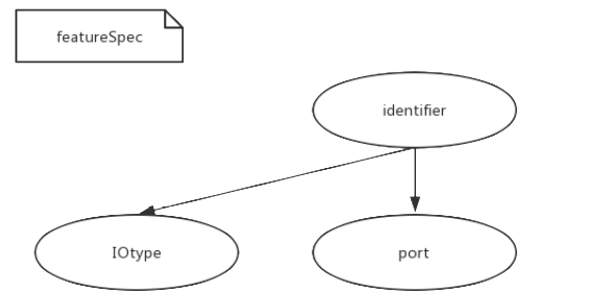 featureSpec
identifier
IOtype
port